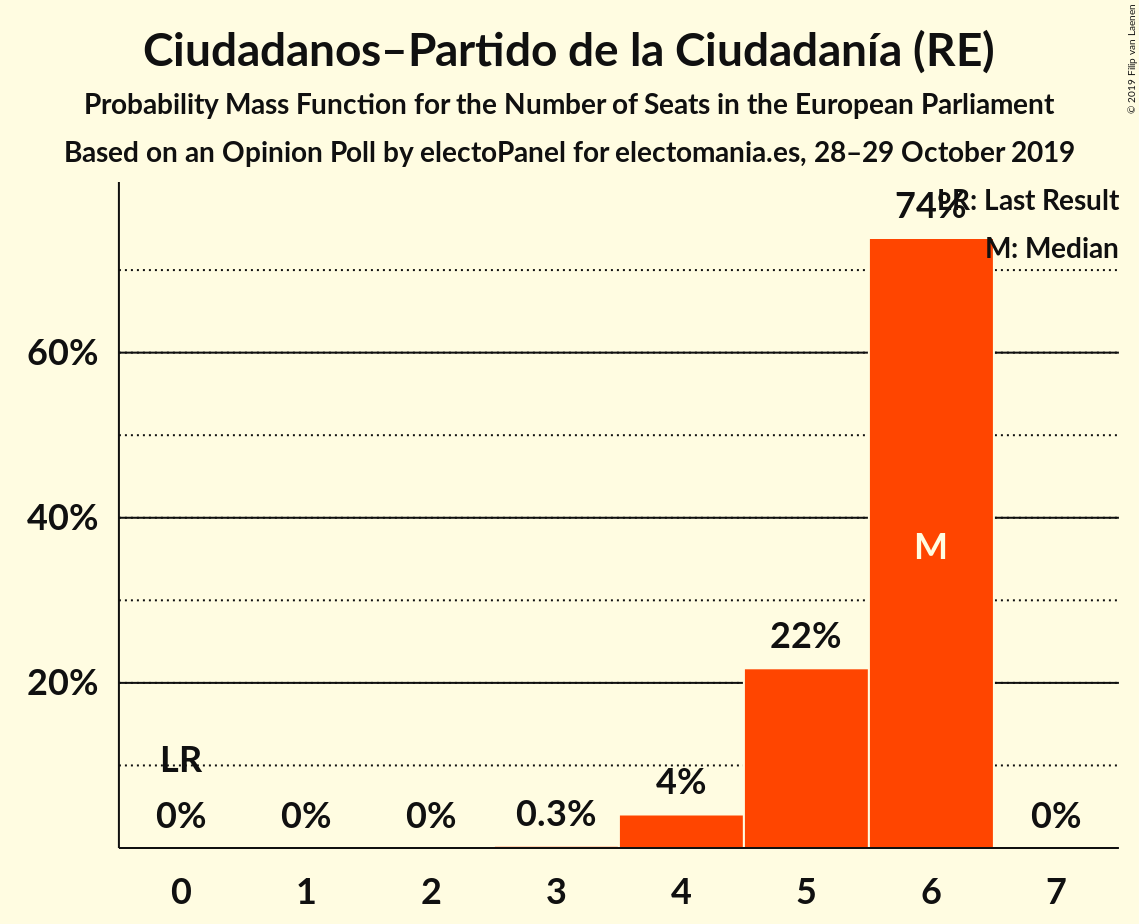 Ciudadanos–Partido de la Ciudadanía (RE)
Probability Mass Function for the Number of Seats in the European Parliament
Based on an Opinion Poll by electoPanel for electomania.es, 28–29 October 2019
© 2019 Filip van Laenen
74%
LR: Last Result
M: Median
60%
40%
M
22%
20%
LR
4%
0%
0%
0%
0.3%
0%
0 1 2 3 4 5 6 7